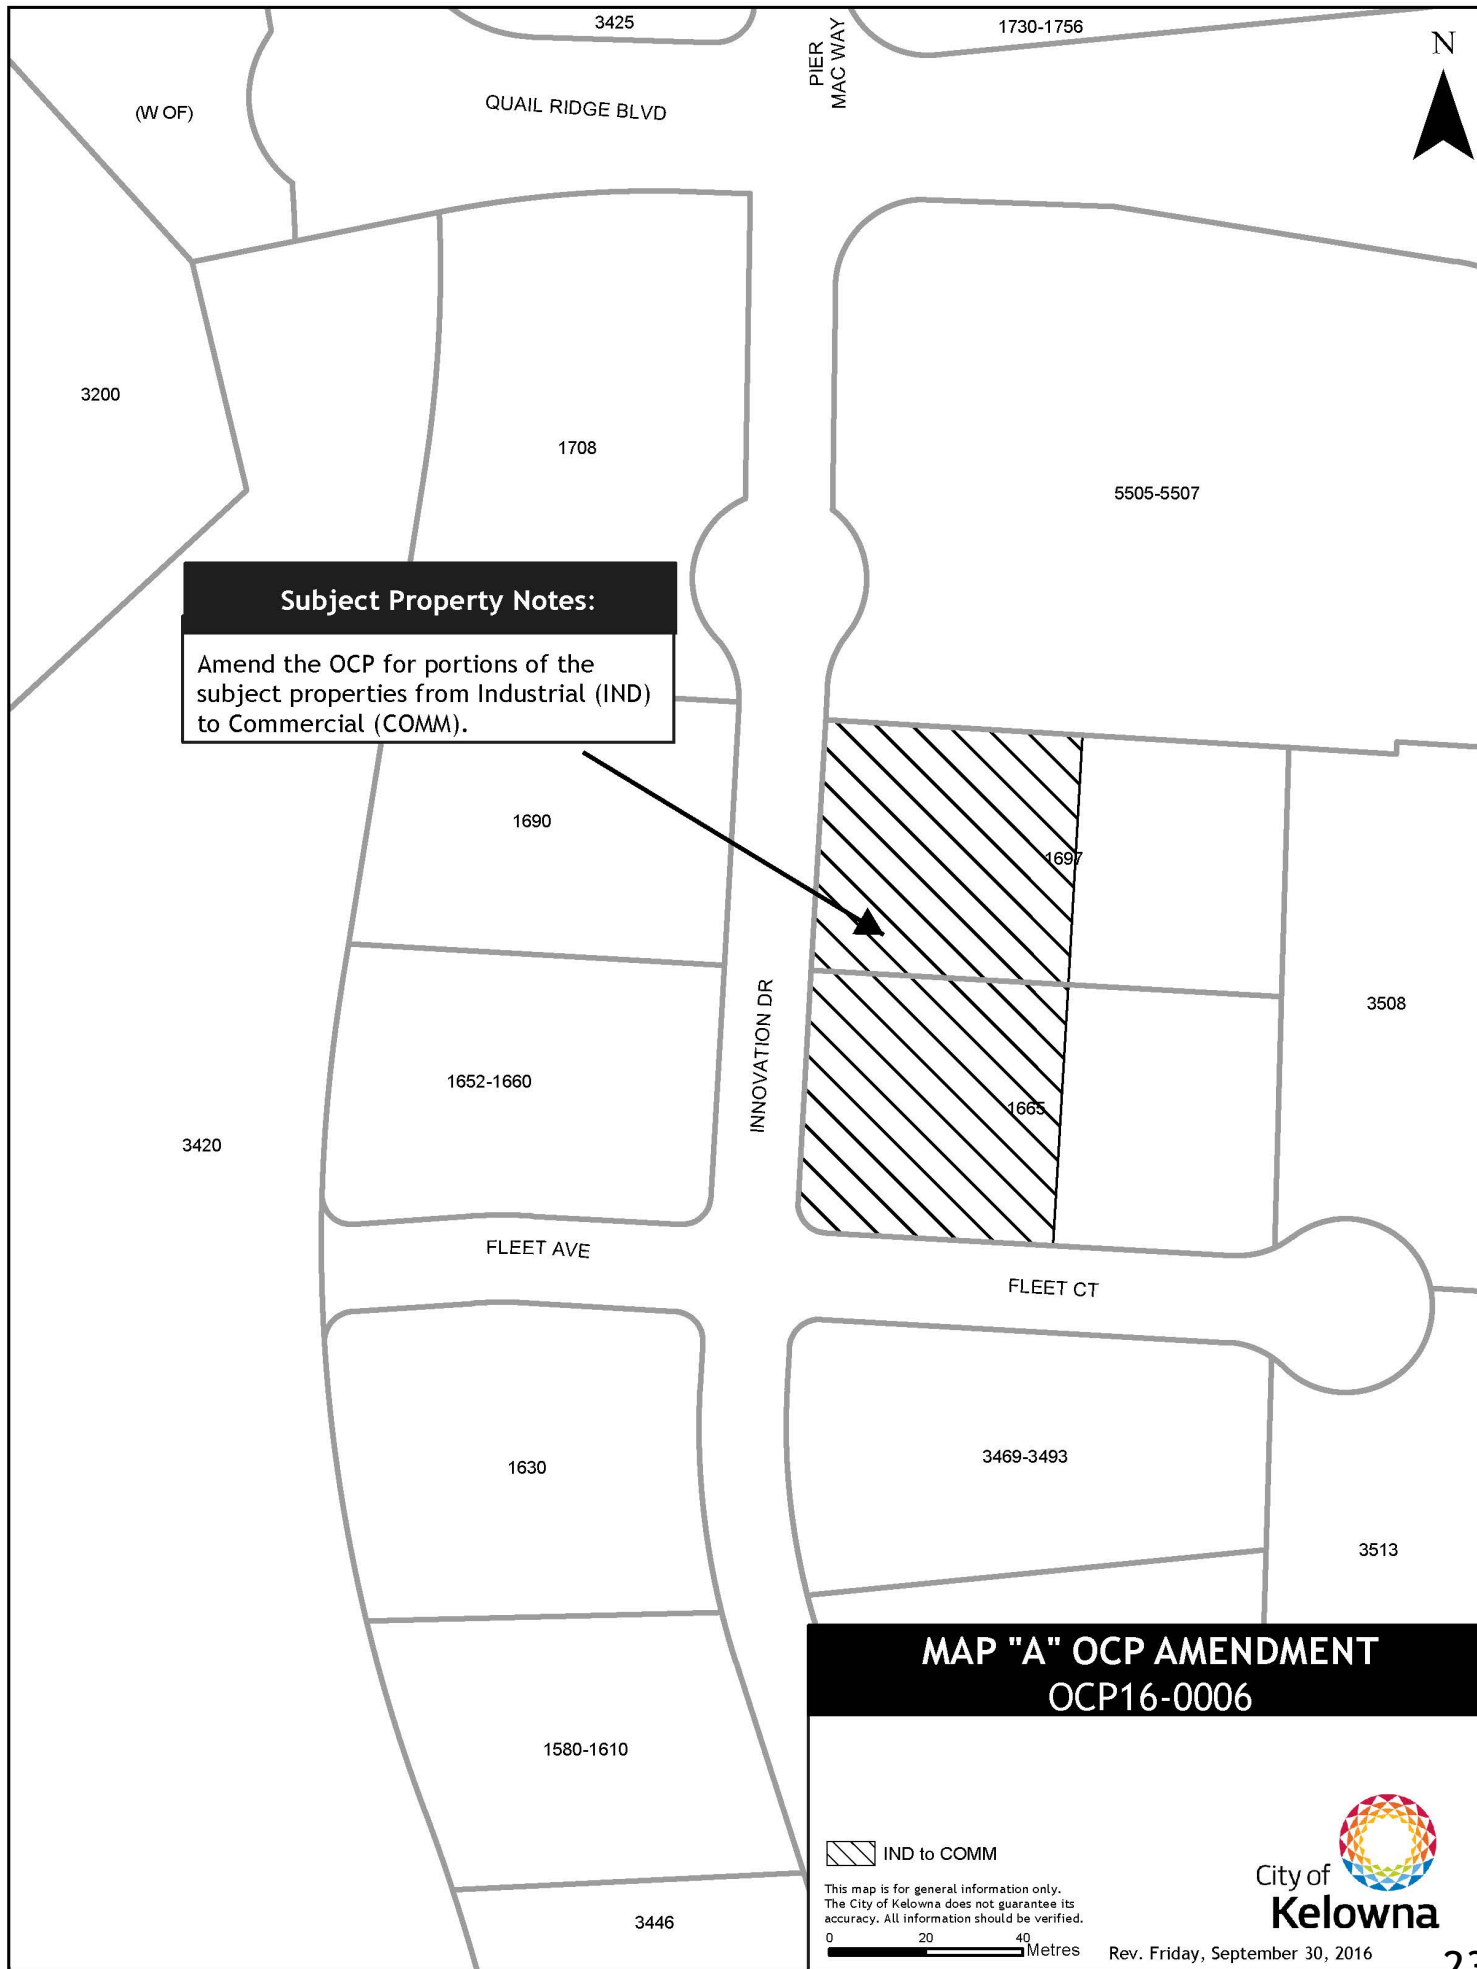 3425
1730-1756
PIER
MAC WAY
N
(W OF)
QUAIL RIDGE BLVD
3200
1708
5505-5507
Subject Property Notes:
Amend the OCP for portions of the
subject properties from Industrial (IND)
to Commercial (COMM).
1690
1697
INNOVATION DR
3508
1652-1660
1665
3420
FLEET AVE
FLEET CT
1630
3469-3493
3513
MAP "A" OCP AMENDMENT
OCP16-0006
1580-1610
IND to COMM
This map is for general information only.
The City of Kelowna does not guarantee its
accuracy. All information should be verified.
0 20 40
Metres
City of
Kelowna
3446
Rev. Friday, September 30, 2016